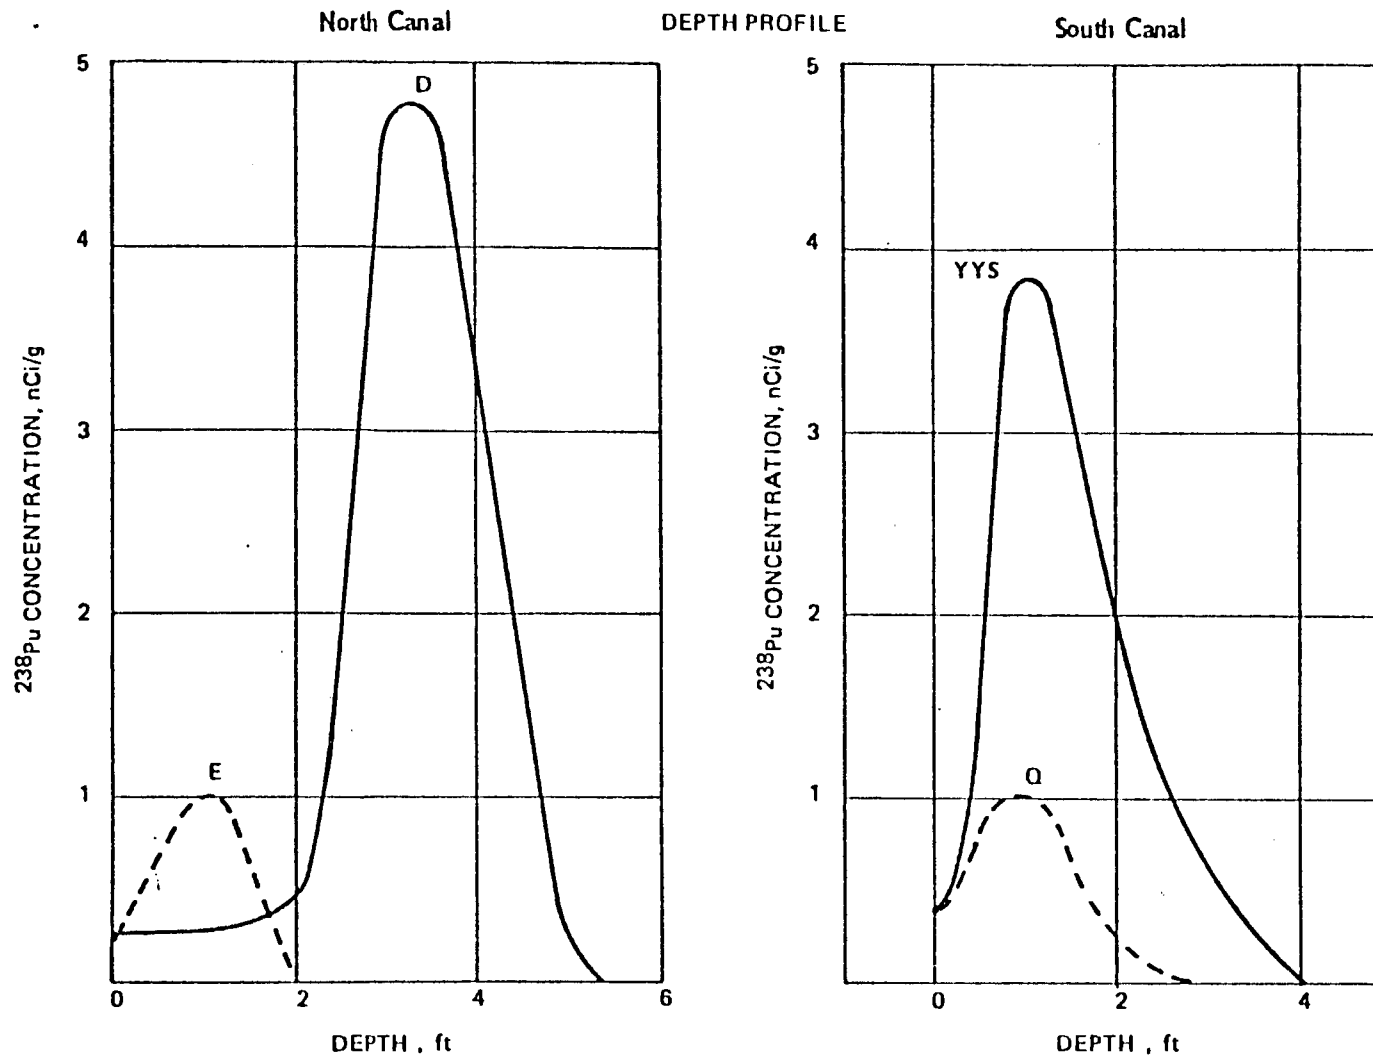 North Canal
DEPTH PROFILE
South Canal
5
4
3
2
1
0
2
4
6
D
E
238Pu CONCENTRATION, nCi/g
DEPTH , ft
5
4
3
2
1
0
2
4
YYS
Q
238Pu CONCENTRATION, nCi/g
DEPTH , ft